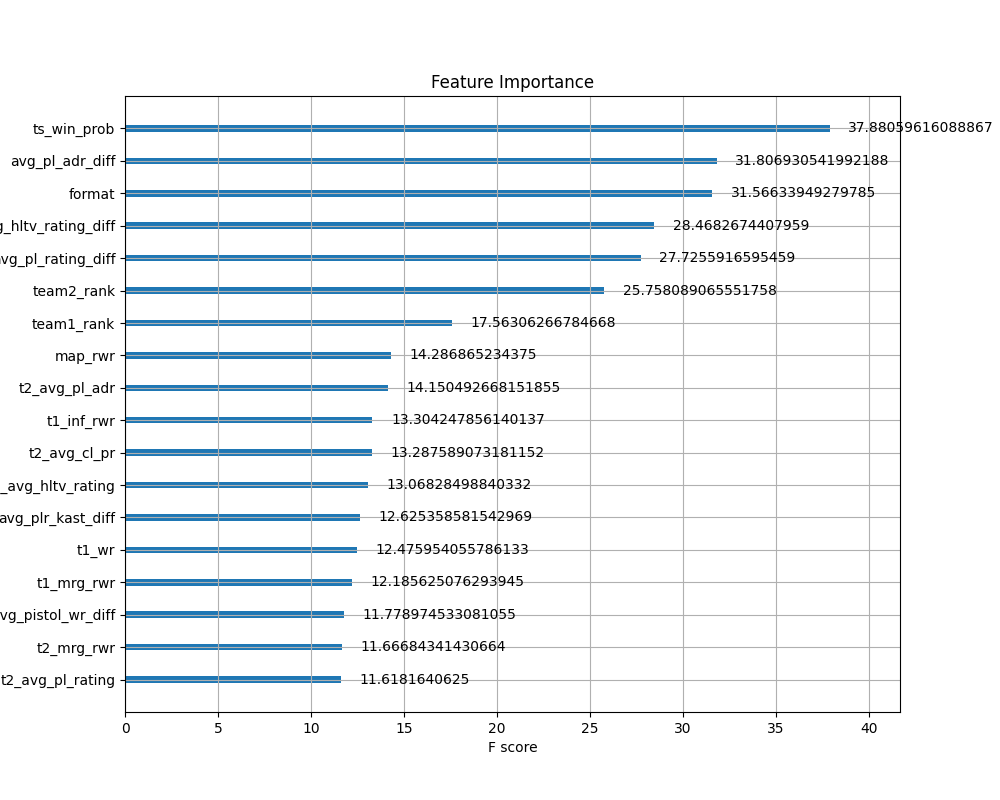 Feature Importance
ts_win_prob 37.88059616088867
avg_pl_adr_diff 31.806930541992188
format 31.56633949279785
g_hltv_rating_diff 28.4682674407959
vg_pl_rating_diff 27.7255916595459
team2_rank 25.758089065551758
team1_rank 17.56306266784668
map_rwr 14.286865234375
t2_avg_pl_adr 14.150492668151855
t1_inf_rwr 13.304247856140137
t2_avg_cl_pr 13.287589073181152
_avg_hltv_rating 13.06828498840332
avg_plr_kast_diff 12.625358581542969
t1_wr 12.475954055786133
t1_mrg_rwr 12.185625076293945
vg_pistol_wr_diff 11.778974533081055
t2_mrg_rwr 11.66684341430664
t2_avg_pl_rating 11.6181640625
0 5 10 15 20 25 30 35 40
F score